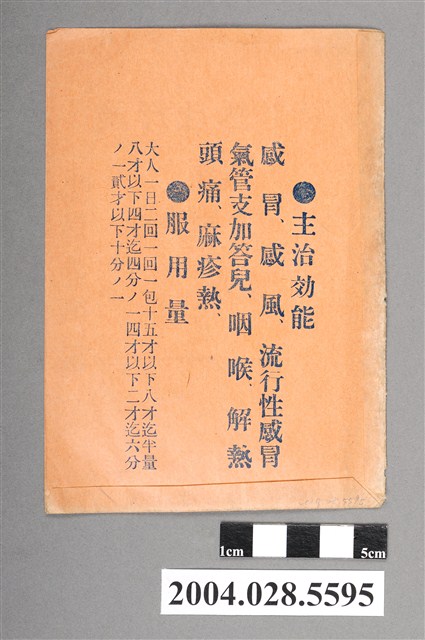 ●主治効能
感冒、感風、流行性感冒
氣管支加答兒、咽喉、解熱
頭痛、麻疹熱、
●服用量
大人一日二回一回一包十五才以下八才迄半量
八才以下四才迄四分ノ一四才以下二才迄六分
ノ一貳才以下十分ノ一
1cm
5cm
2004.028.5595